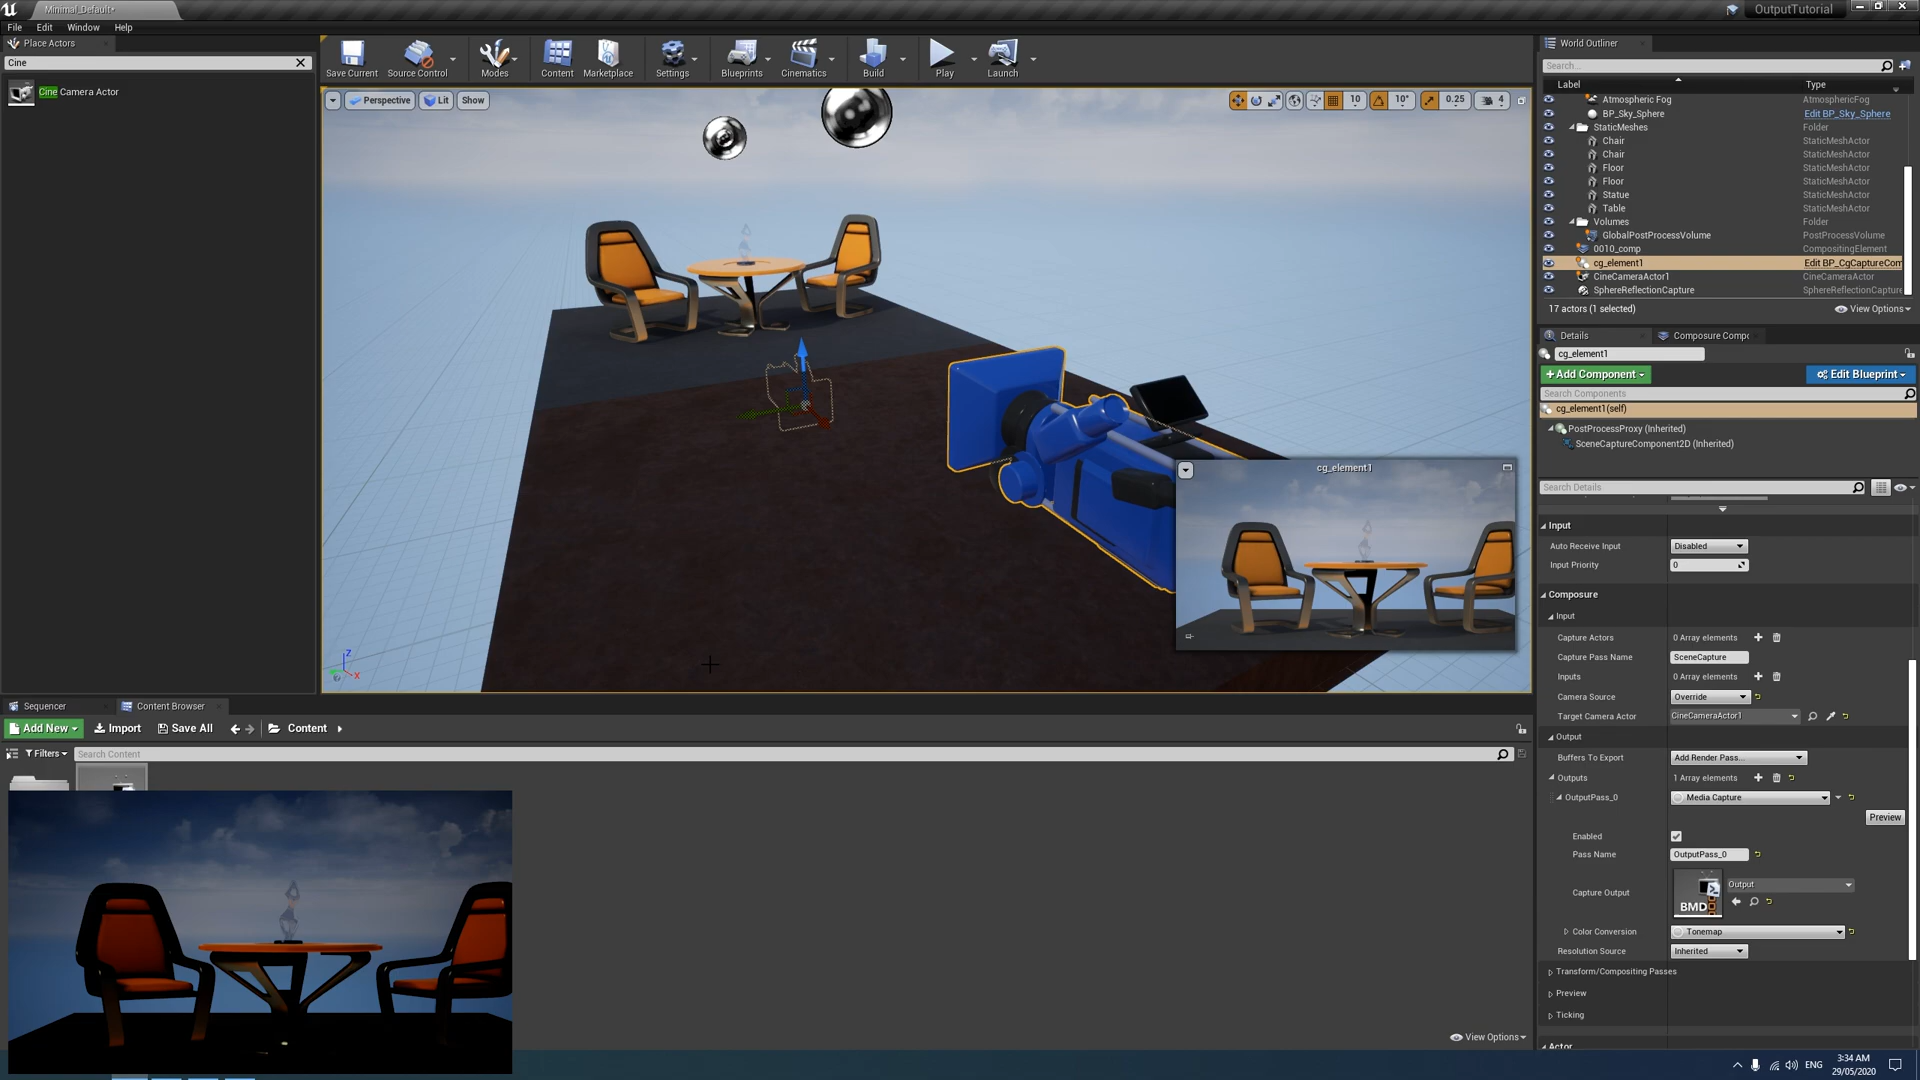 Minimal_Default*
OutputTutorial
File Edit Window Help
Place Actors
Cine
Cine Camera Actor
Save Current Source Control Modes Content Marketplace Settings Blueprints Cinematics Build Play Launch
Perspective Lit Show
10 10° 0.25 4
World Outliner
Search...
Label Type
Atmospheric Fog AtmosphericFog
BP_Sky_Sphere Edit BP_Sky_Sphere
StaticMeshes Folder
Chair StaticMeshActor
Chair StaticMeshActor
Floor StaticMeshActor
Floor StaticMeshActor
Statue StaticMeshActor
Table StaticMeshActor
Volumes Folder
GlobalPostProcessVolume PostProcessVolume
0010_comp CompositingElement
cg_element1 Edit BP_CgCaptureCom
CineCameraActor1 CineCameraActor
SphereReflectionCapture SphereReflectionCapture
17 actors (1 selected) View Options
Details Composure Compo
cg_element1
+Add Component Edit Blueprint
Search Components
cg_element1(self)
PostProcessProxy (Inherited)
SceneCaptureComponent2D (Inherited)
Search Details
Input
Auto Receive Input Disabled
Input Priority 0
Composure
Input
Capture Actors 0 Array elements
Capture Pass Name SceneCapture
Inputs 0 Array elements
Camera Source Override
Target Camera Actor CineCameraActor1
Output
Buffers To Export Add Render Pass...
Outputs 1 Array elements
OutputPass_0 Media Capture
Preview
Enabled
Pass Name OutputPass_0
Capture Output BMD Output
Color Conversion Tonemap
Resolution Source Inherited
Transform/Compositing Passes
Preview
Ticking
Actor
cg_element1
Z
X
Sequencer Content Browser
Add New Import Save All Content
Filters Search Content
View Options
ENG
3:34 AM
29/05/2020